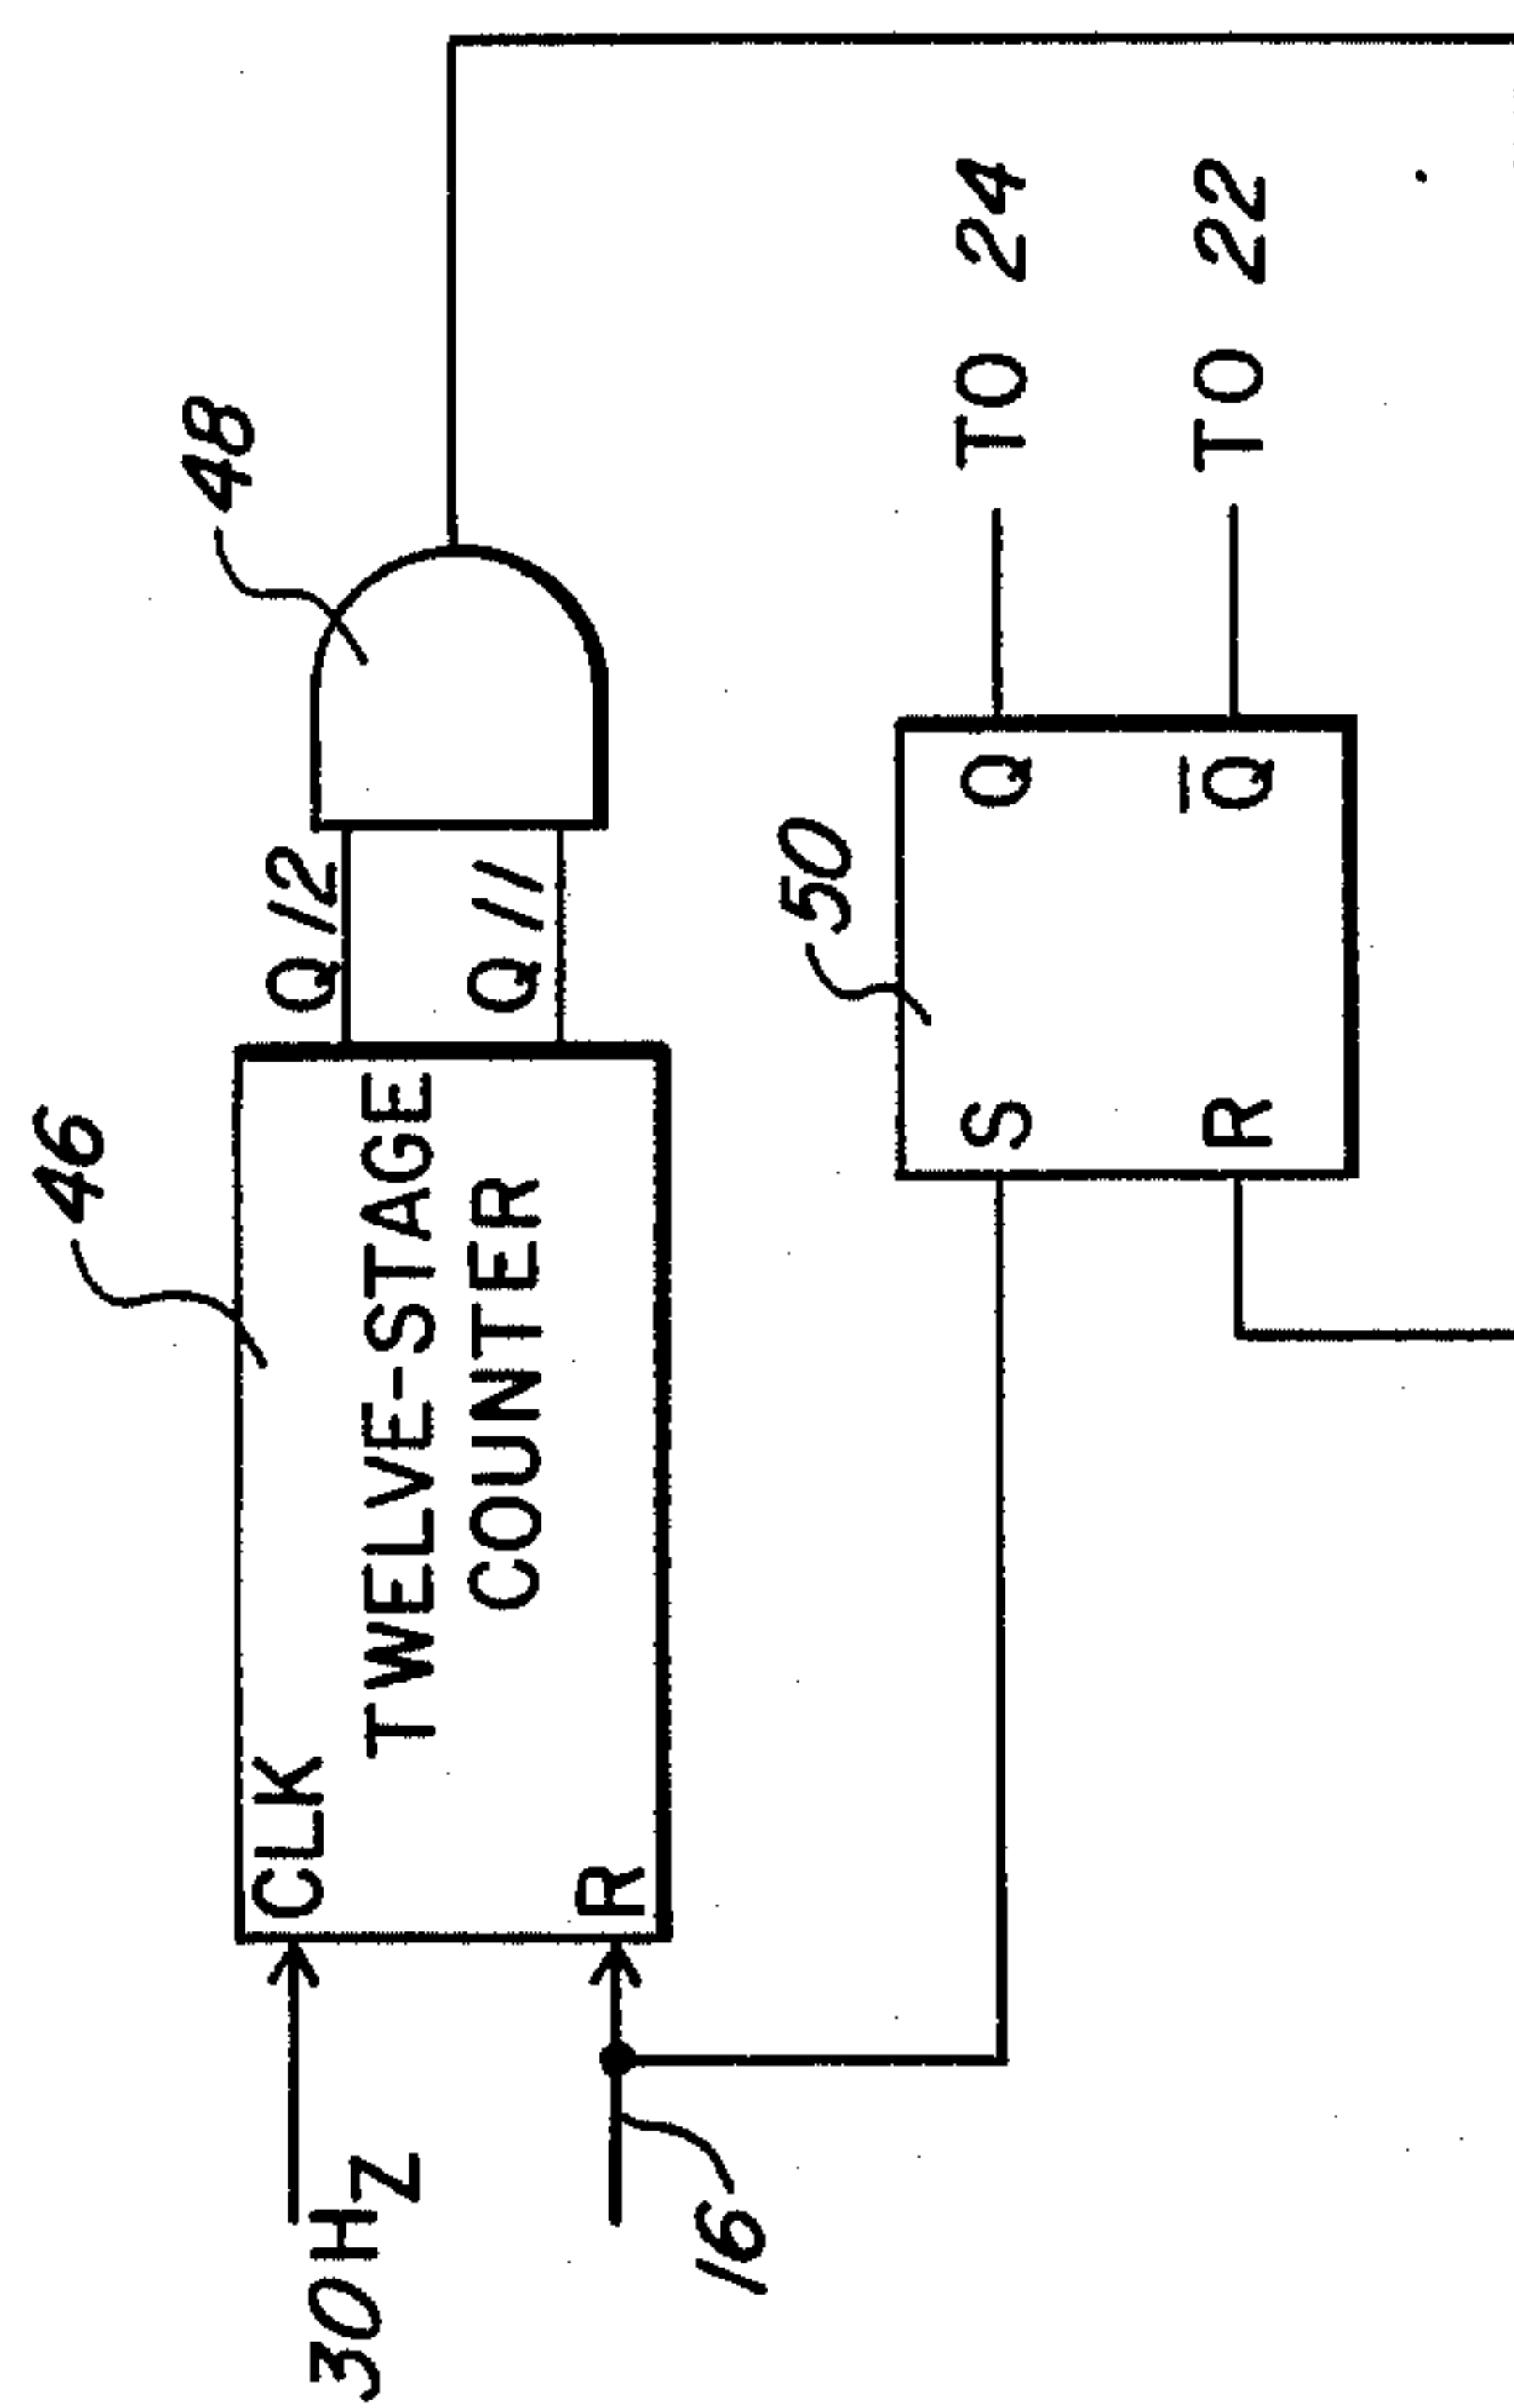 46
48
CLK
TWELVE-STAGE
COUNTER
R
Q12
Q11
30HZ
16
50
S
R
Q
Q̅
TO 24
TO 22